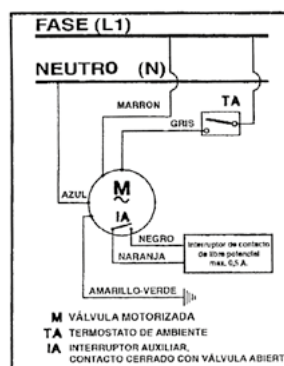 FASE (L1)
NEUTRO (N)
MARRON
TA
GRIS
AZUL
M
~
IA
NEGRO
NARANJA
Interruptor de contacto
de libre potencial
max. 0,5 A.
AMARILLO-VERDE
M VÁLVULA MOTORIZADA
TA TERMOSTATO DE AMBIENTE
IA INTERRUPTOR AUXILIAR,
CONTACTO CERRADO CON VÁLVULA ABIERT